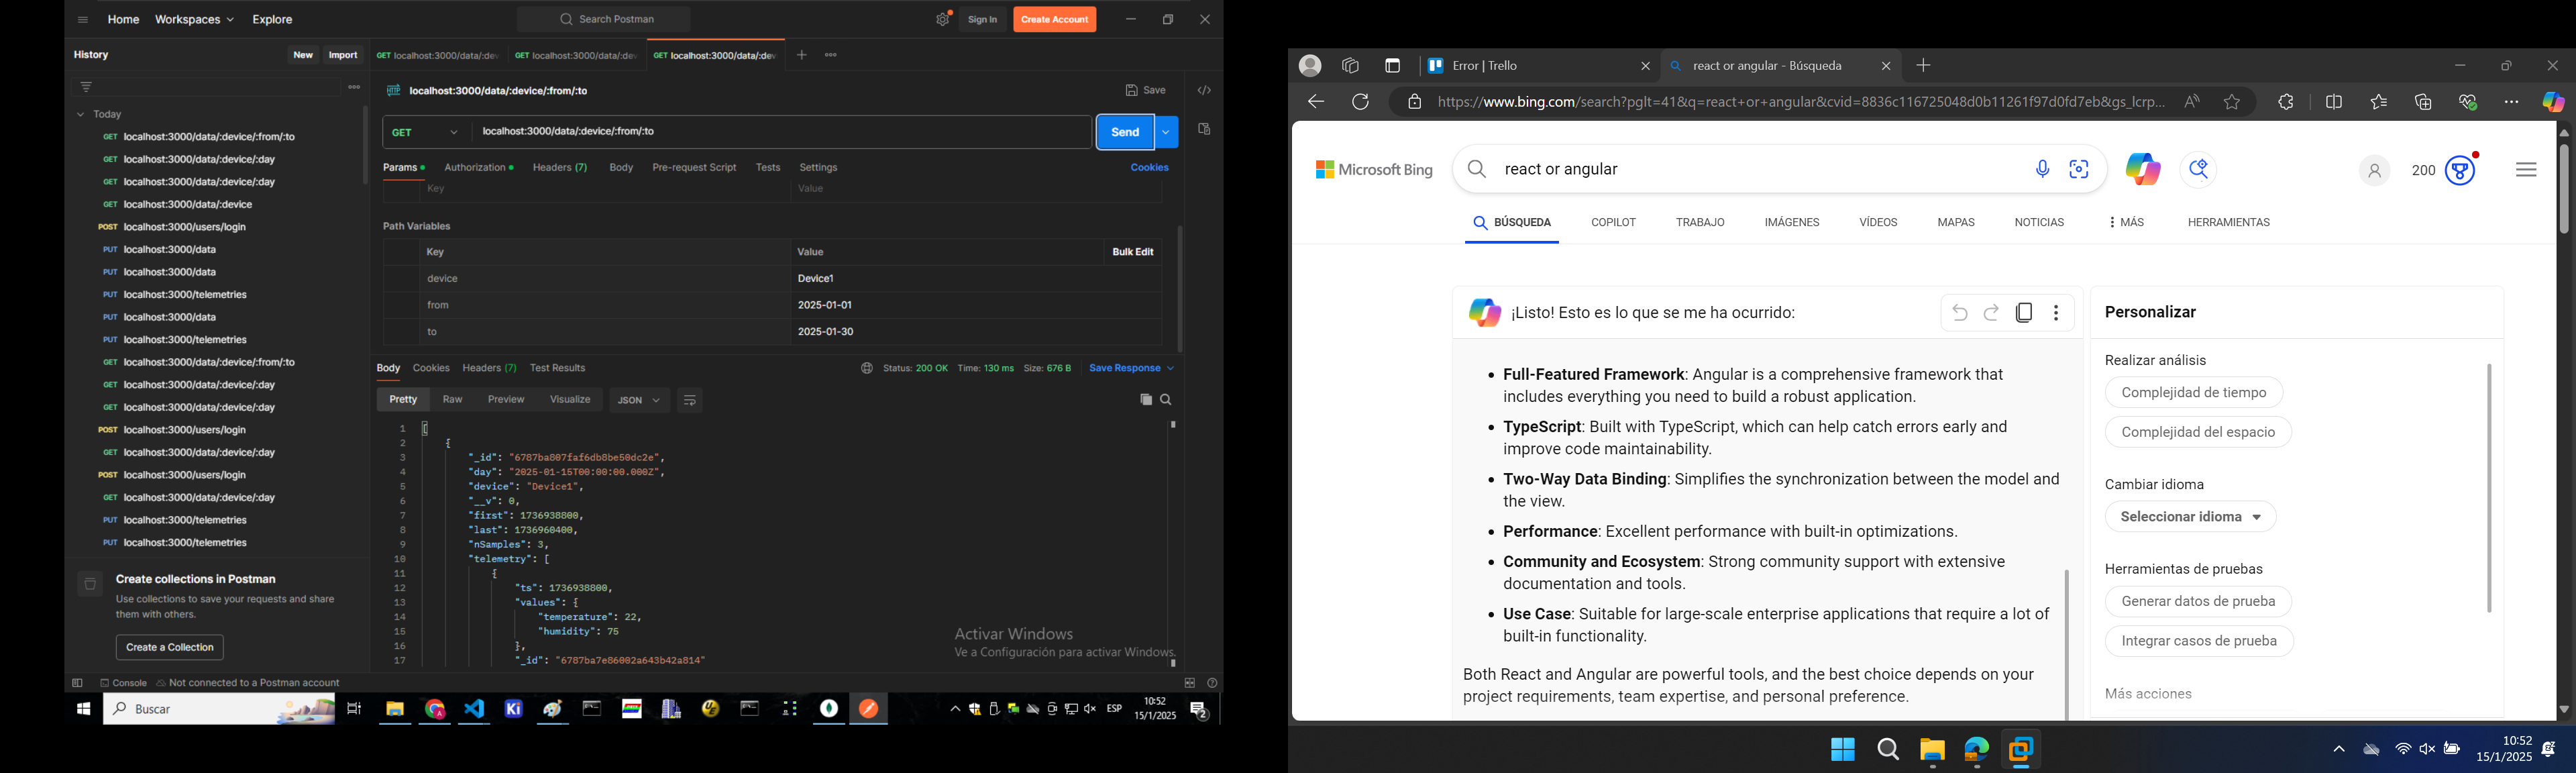 Home Workspaces Explore Search Postman Sign In Create Account
History New Import
GET localhost:3000/data/:dev GET localhost:3000/data/:dev GET localhost:3000/data/:dev
HTTP localhost:3000/data/:device/:from/:to Save
Today
GET localhost:3000/data/:device/:from/:to
GET localhost:3000/data/:device/:day
GET localhost:3000/data/:device/:day
GET localhost:3000/data/:device
POST localhost:3000/users/login
PUT localhost:3000/data
PUT localhost:3000/data
PUT localhost:3000/telemetries
PUT localhost:3000/data
PUT localhost:3000/telemetries
GET localhost:3000/data/:device/:from/:to
GET localhost:3000/data/:device/:day
GET localhost:3000/data/:device/:day
POST localhost:3000/users/login
GET localhost:3000/data/:device/:day
POST localhost:3000/users/login
GET localhost:3000/data/:device/:day
PUT localhost:3000/telemetries
PUT localhost:3000/telemetries
Create collections in Postman
Use collections to save your requests and share
them with others.
Create a Collection
GET localhost:3000/data/:device/:from/:to Send
Params Authorization Headers (7) Body Pre-request Script Tests Settings Cookies
Key Value
Path Variables
Key Value Bulk Edit
device Device1
from 2025-01-01
to 2025-01-30
Body Cookies Headers (7) Test Results Status: 200 OK Time: 130 ms Size: 676 B Save Response
Pretty Raw Preview Visualize JSON
1 [
2 {
3 "_id": "6787ba807faf6db8be50dc2e",
4 "day": "2025-01-15T00:00:00.000Z",
5 "device": "Device1",
6 "__v": 0,
7 "first": 1736938800,
8 "last": 1736960400,
9 "nSamples": 3,
10 "telemetry": [
11 {
12 "ts": 1736938800,
13 "values": {
14 "temperature": 22,
15 "humidity": 75
16 },
17 "_id": "6787ba7e86002a643b42a814"
Activar Windows
Ve a Configuración para activar Windows.
Console Not connected to a Postman account
Buscar
ESP 10:52
15/1/2025 2
Error | Trello react or angular - Búsqueda
https://www.bing.com/search?pglt=41&q=react+or+angular&cvid=8836c116725048d0b11261f97d0fd7eb&gs_lcrp...
Microsoft Bing react or angular 200
BÚSQUEDA COPILOT TRABAJO IMÁGENES VÍDEOS MAPAS NOTICIAS MÁS HERRAMIENTAS
¡Listo! Esto es lo que se me ha ocurrido:
• Full-Featured Framework: Angular is a comprehensive framework that
includes everything you need to build a robust application.
• TypeScript: Built with TypeScript, which can help catch errors early and
improve code maintainability.
• Two-Way Data Binding: Simplifies the synchronization between the model and
the view.
• Performance: Excellent performance with built-in optimizations.
• Community and Ecosystem: Strong community support with extensive
documentation and tools.
• Use Case: Suitable for large-scale enterprise applications that require a lot of
built-in functionality.
Both React and Angular are powerful tools, and the best choice depends on your
project requirements, team expertise, and personal preference.
Personalizar
Realizar análisis
Complejidad de tiempo
Complejidad del espacio
Cambiar idioma
Seleccionar idioma
Herramientas de pruebas
Generar datos de prueba
Integrar casos de prueba
Más acciones
10:52
15/1/2025